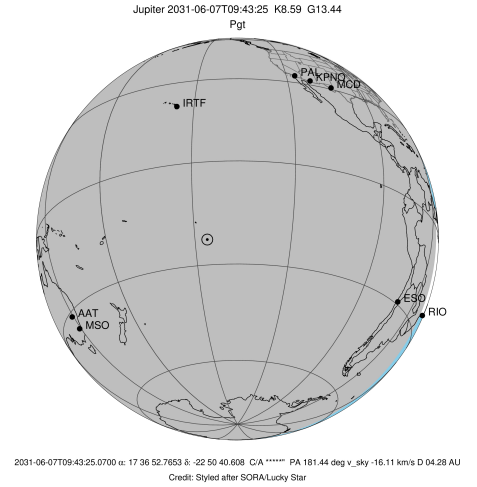 Jupiter 2031-06-07T09:43:25 K8.59 G13.44
Pgt
PAL
KPNO
MCD
IRTF
ESO
RIO
AAT
MSO
2031-06-07T09:43:25.0700 α: 17 36 52.7653 δ: -22 50 40.608 C/A *****" PA 181.44 deg v_sky -16.11 km/s D 04.28 AU
Credit: Styled after SORA/Lucky Star